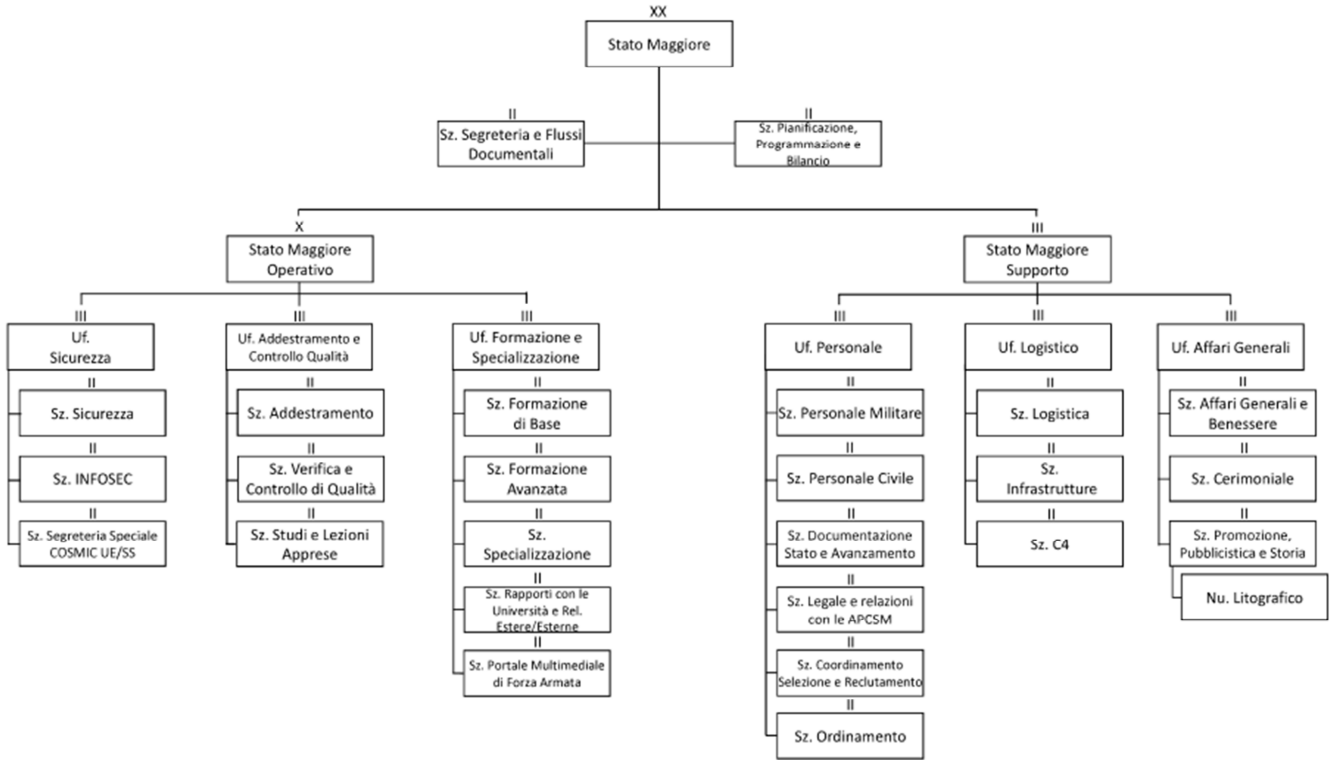 XX
Stato Maggiore
II
Sz. Segreteria e Flussi
Documentali
II
Sz. Pianificazione,
Programmazione e
Bilancio
X
Stato Maggiore
Operativo
III
Stato Maggiore
Supporto
III
Uf.
Sicurezza
II
Sz. Sicurezza
II
Sz. INFOSEC
II
Sz. Segreteria Speciale
COSMIC UE/SS
III
Uf. Addestramento e
Controllo Qualità
II
Sz. Addestramento
II
Sz. Verifica e
Controllo di Qualità
II
Sz. Studi e Lezioni
Apprese
III
Uf. Formazione e
Specializzazione
II
Sz. Formazione
di Base
II
Sz. Formazione
Avanzata
II
Sz.
Specializzazione
II
Sz. Rapporti con le
Università e Rel.
Estere/Esterne
II
Sz. Portale Multimediale
di Forza Armata
III
Uf. Personale
II
Sz. Personale Militare
II
Sz. Personale Civile
II
Sz. Documentazione
Stato e Avanzamento
II
Sz. Legale e relazioni
con le APCSM
II
Sz. Coordinamento
Selezione e Reclutamento
II
Sz. Ordinamento
III
Uf. Logistico
II
Sz. Logistica
II
Sz.
Infrastrutture
II
Sz. C4
III
Uf. Affari Generali
II
Sz. Affari Generali e
Benessere
II
Sz. Cerimoniale
II
Sz. Promozione,
Pubblicistica e Storia
Nu. Litografico